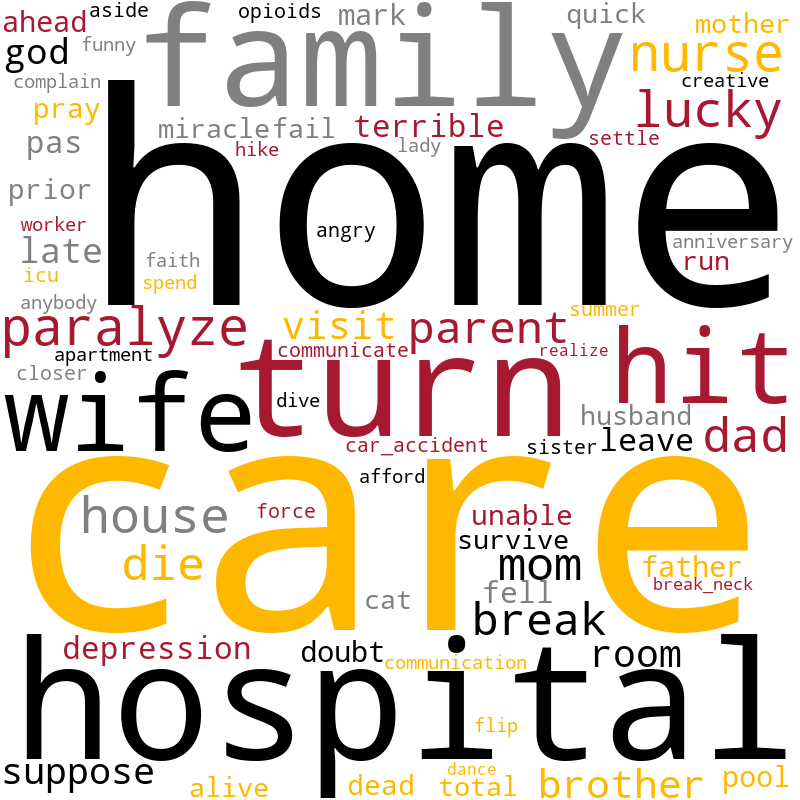 ahead
aside
opioids
mark
quick
mother
god
funny
family
nurse
complain
creative
pray
lucky
pas
miraclefail
terrible
settle
hike
lady
prior
home
worker
angry
late
anniversary
faith
run
icu
spend
anybody
summer
paralyze
visit
parent
communicate
realize
apartment
turn
hit
closer
wife
dive
husband
car_accident
sister
leave
dad
afford
care
house
force
unable
survive
die
mom
father
break_neck
cat
fell
break
depression
doubt
communication
room
hospital
flip
suppose
dance
alive
dead
total
brother
pool